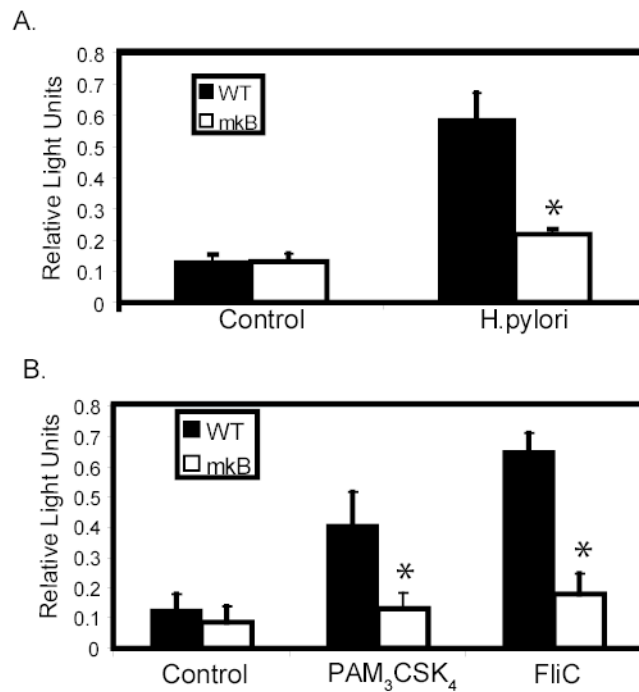 A.
Relative Light Units
0.8
0.7
0.6
0.5
0.4
0.3
0.2
0.1
0
WT
mkB
*
Control
H.pylori
B.
Relative Light Units
0.8
0.7
0.6
0.5
0.4
0.3
0.2
0.1
0
WT
mkB
*
*
Control
PAM₃CSK₄
FliC